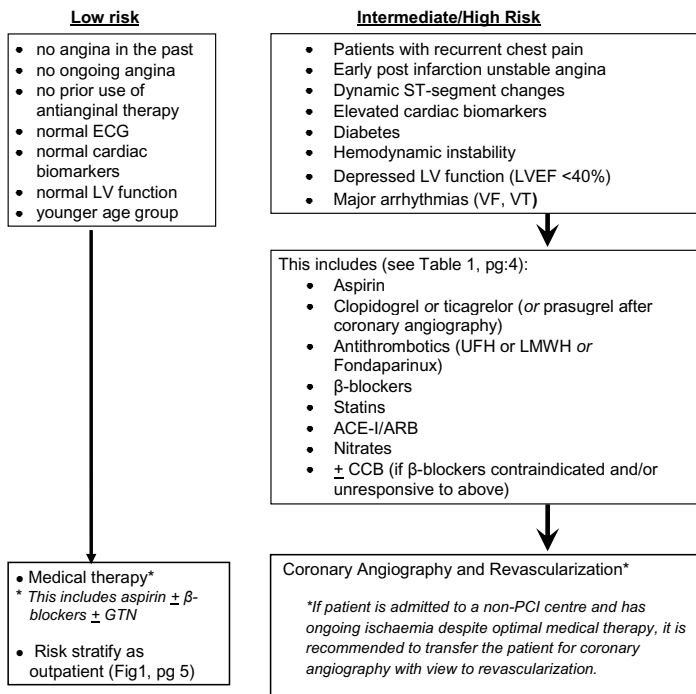 Low risk
• no angina in the past
• no ongoing angina
• no prior use of
antianginal therapy
• normal ECG
• normal cardiac
biomarkers
• normal LV function
• younger age group
• Medical therapy*
* This includes aspirin + β-
blockers + GTN
• Risk stratify as
outpatient (Fig1, pg 5)
Intermediate/High Risk
• Patients with recurrent chest pain
• Early post infarction unstable angina
• Dynamic ST-segment changes
• Elevated cardiac biomarkers
• Diabetes
• Hemodynamic instability
• Depressed LV function (LVEF <40%)
• Major arrhythmias (VF, VT)
This includes (see Table 1, pg:4):
• Aspirin
• Clopidogrel or ticagrelor (or prasugrel after
coronary angiography)
• Antithrombotics (UFH or LMWH or
Fondaparinux)
• β-blockers
• Statins
• ACE-I/ARB
• Nitrates
• + CCB (if β-blockers contraindicated and/or
unresponsive to above)
Coronary Angiography and Revascularization*
*If patient is admitted to a non-PCI centre and has
ongoing ischaemia despite optimal medical therapy, it is
recommended to transfer the patient for coronary
angiography with view to revascularization.